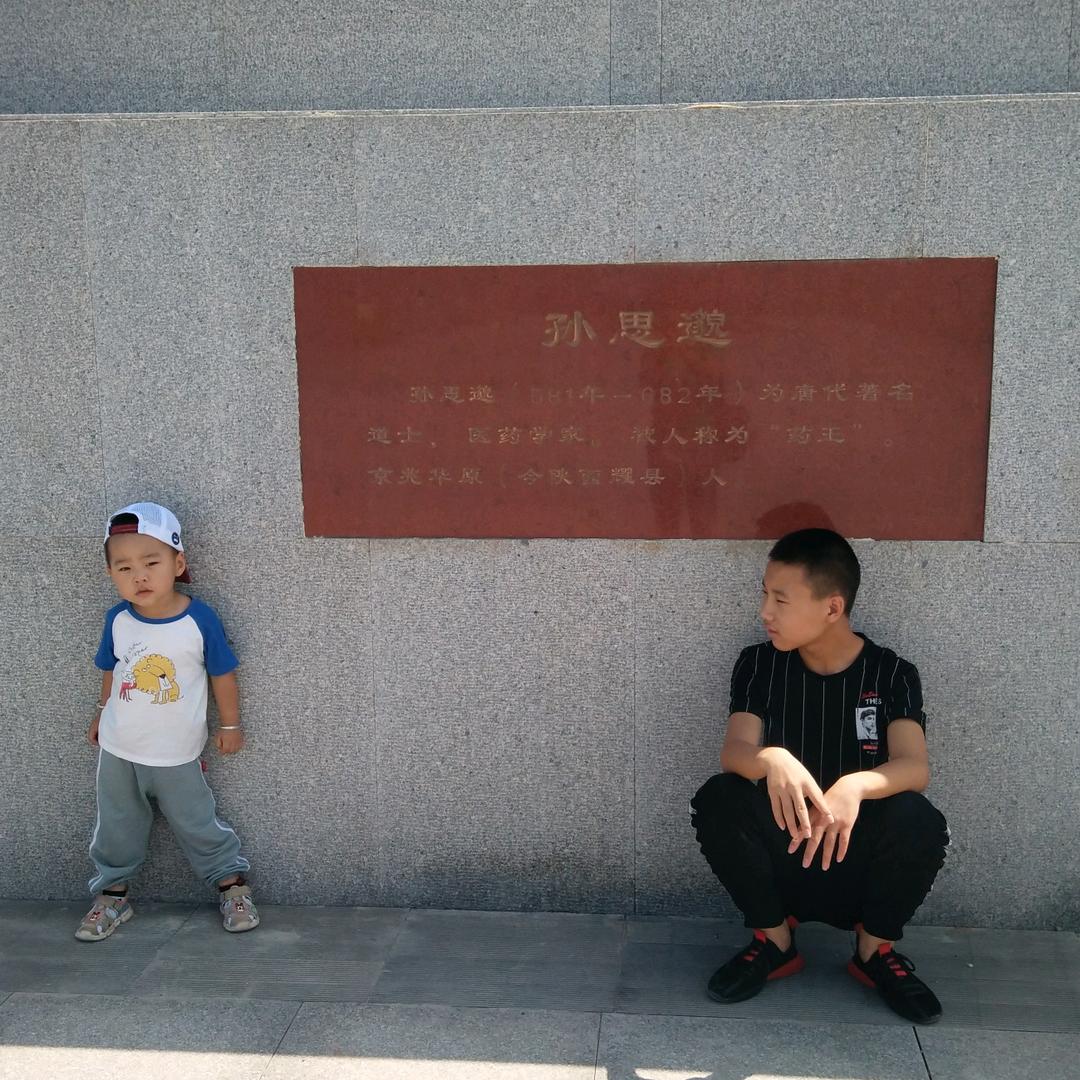 孙思邈
孙思邈（581年－682年）为唐代著名
道士、医药学家。被人称为“药王”。
京兆华原（今陕西耀县）人
THE